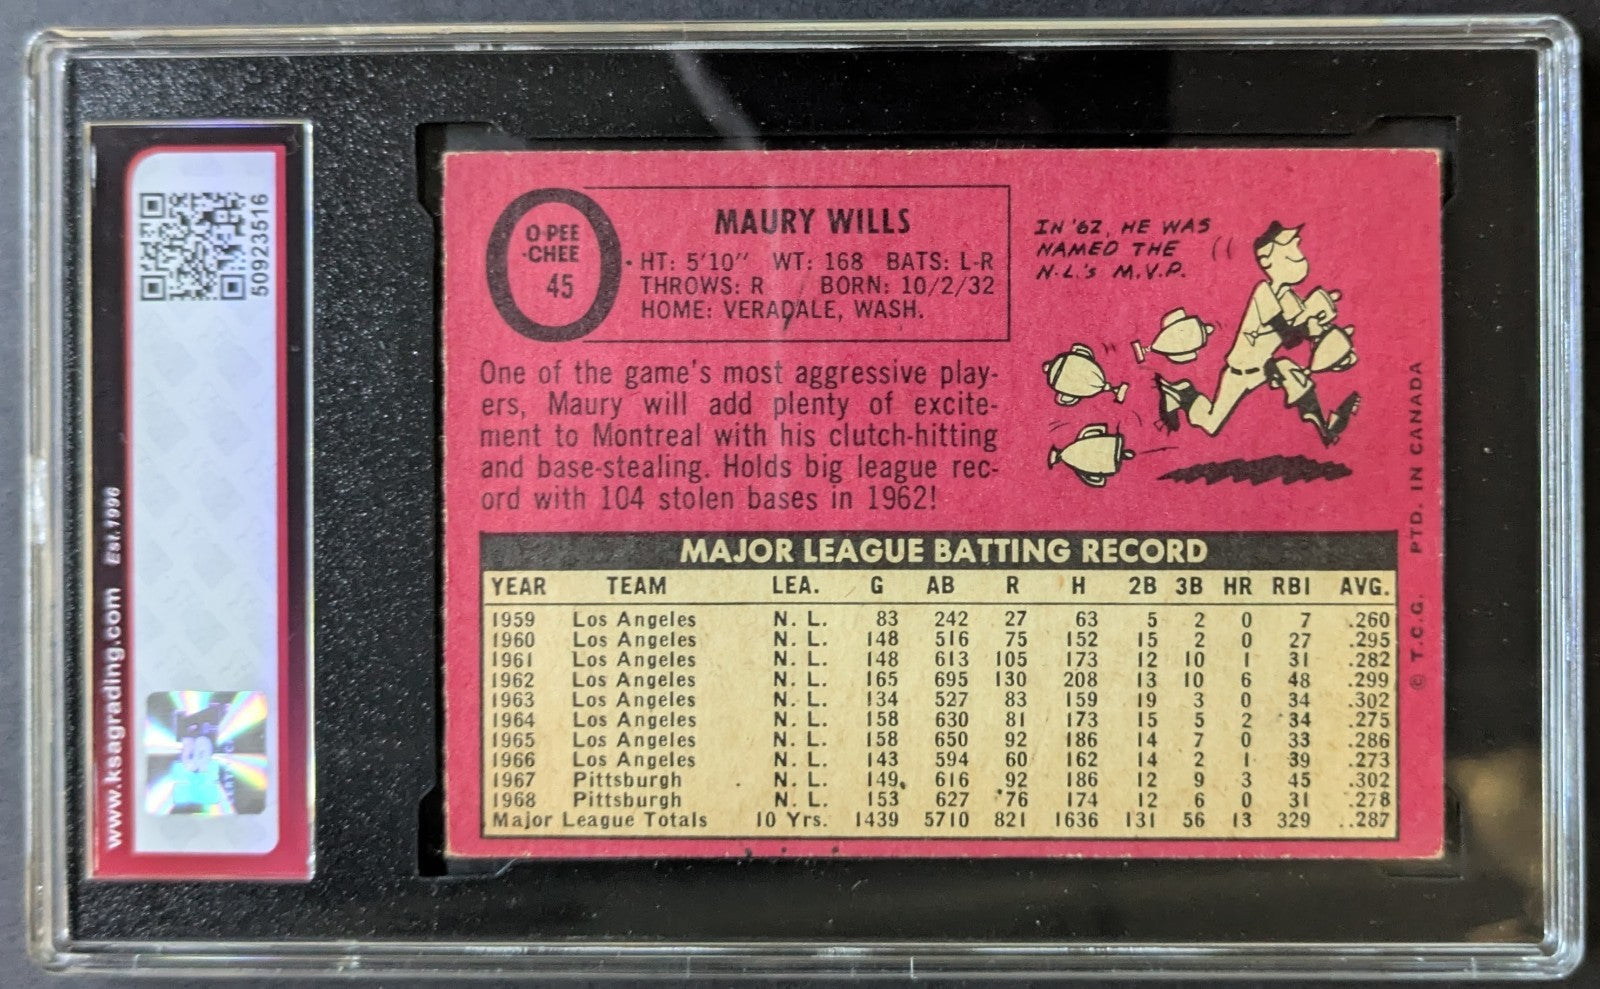 50923516
www.ksagrading.com Est.1996
O-PEE
-CHEE
45
MAURY WILLS
HT: 5'10" WT: 168 BATS: L-R
THROWS: R BORN: 10/2/32
HOME: VERADALE, WASH.
IN '62, HE WAS
NAMED THE
N.L.'s M.V.P.
One of the game's most aggressive play-
ers, Maury will add plenty of excite-
ment to Montreal with his clutch-hitting
and base-stealing. Holds big league rec-
ord with 104 stolen bases in 1962!
MAJOR LEAGUE BATTING RECORD
YEAR TEAM LEA. G AB R H 2B 3B HR RBI AVG.
1959 Los Angeles N. L. 83 242 27 63 5 2 0 7 .260
1960 Los Angeles N. L. 148 516 75 152 15 2 0 27 .295
1961 Los Angeles N. L. 148 613 105 173 12 10 1 31 .282
1962 Los Angeles N. L. 165 695 130 208 13 10 6 48 .299
1963 Los Angeles N. L. 134 527 83 159 19 3 0 34 .302
1964 Los Angeles N. L. 158 630 81 173 15 5 2 34 .275
1965 Los Angeles N. L. 158 650 92 186 14 7 0 33 .286
1966 Los Angeles N. L. 143 594 60 162 14 2 1 39 .273
1967 Pittsburgh N. L. 149 616 92 186 12 9 3 45 .302
1968 Pittsburgh N. L. 153 627 76 174 12 6 0 31 .278
Major League Totals 10 Yrs. 1439 5710 821 1636 131 56 13 329 .287
© T.C.G. PTD. IN CANADA